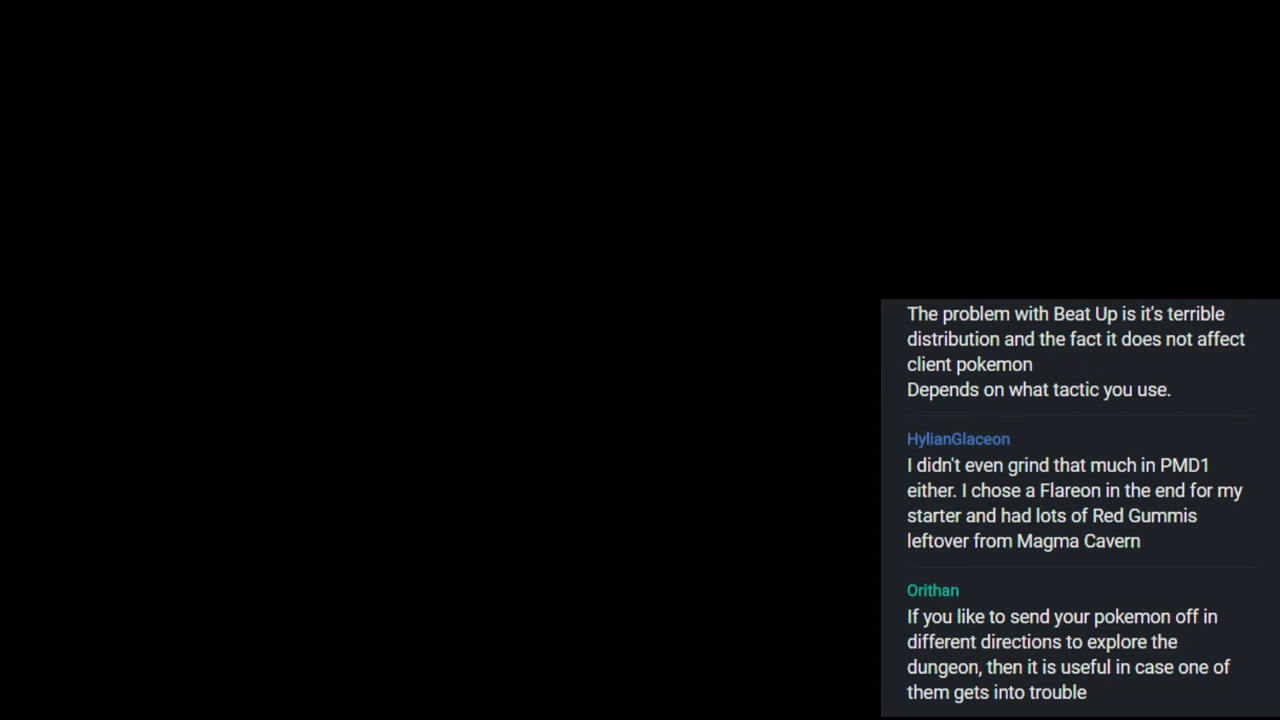 The problem with Beat Up is it's terrible
distribution and the fact it does not affect
client pokemon
Depends on what tactic you use.
HylianGlaceon
I didn't even grind that much in PMD1
either. I chose a Flareon in the end for my
starter and had lots of Red Gummis
leftover from Magma Cavern
Orithan
If you like to send your pokemon off in
different directions to explore the
dungeon, then it is useful in case one of
them gets into trouble